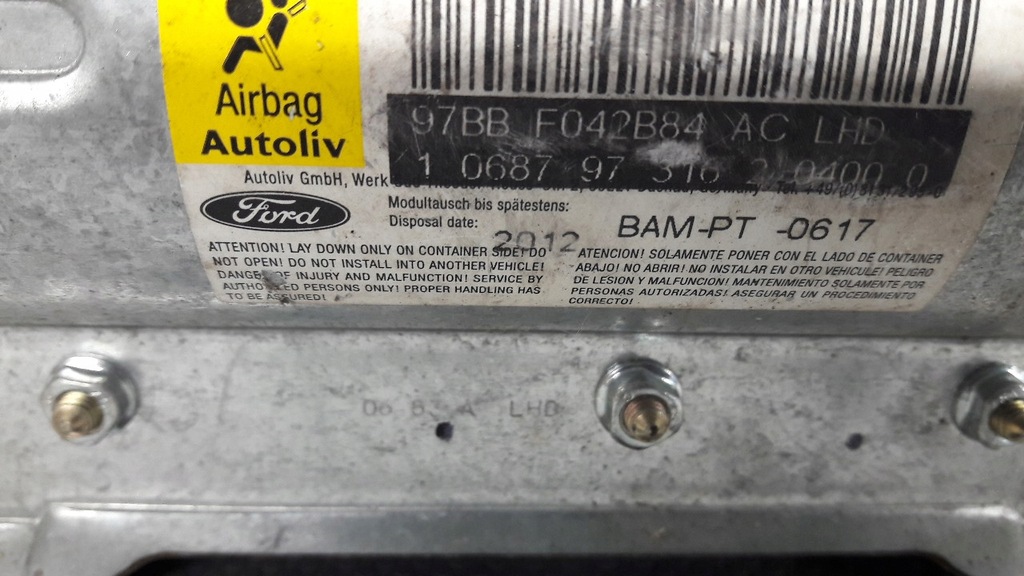 Airbag
Autoliv
97BB F042B84 AC LHD
1 0687 97 316 2 0400 0
Autoliv GmbH, Werk
Ford
Modultausch bis spätestens:
Disposal date: 2012 BAM-PT -0617
ATTENTION! LAY DOWN ONLY ON CONTAINER SIDE! DO
NOT OPEN! DO NOT INSTALL INTO ANOTHER VEHICLE!
DANGER OF INJURY AND MALFUNCTION! SERVICE BY
AUTHORIZED PERSONS ONLY! PROPER HANDLING HAS
TO BE ASSURED!
ATENCION! SOLAMENTE PONER CON EL LADO DE CONTAINER
ABAJO! NO ABRIR! NO INSTALAR EN OTRO VEHICULE! PELIGRO
DE LESION Y MALFUNCION! MANTENIMIENTO SOLAMENTE POR
PERSONAS AUTORIZADAS! ASEGURAR UN PROCEDIMIENTO
CORRECTO!
LHD